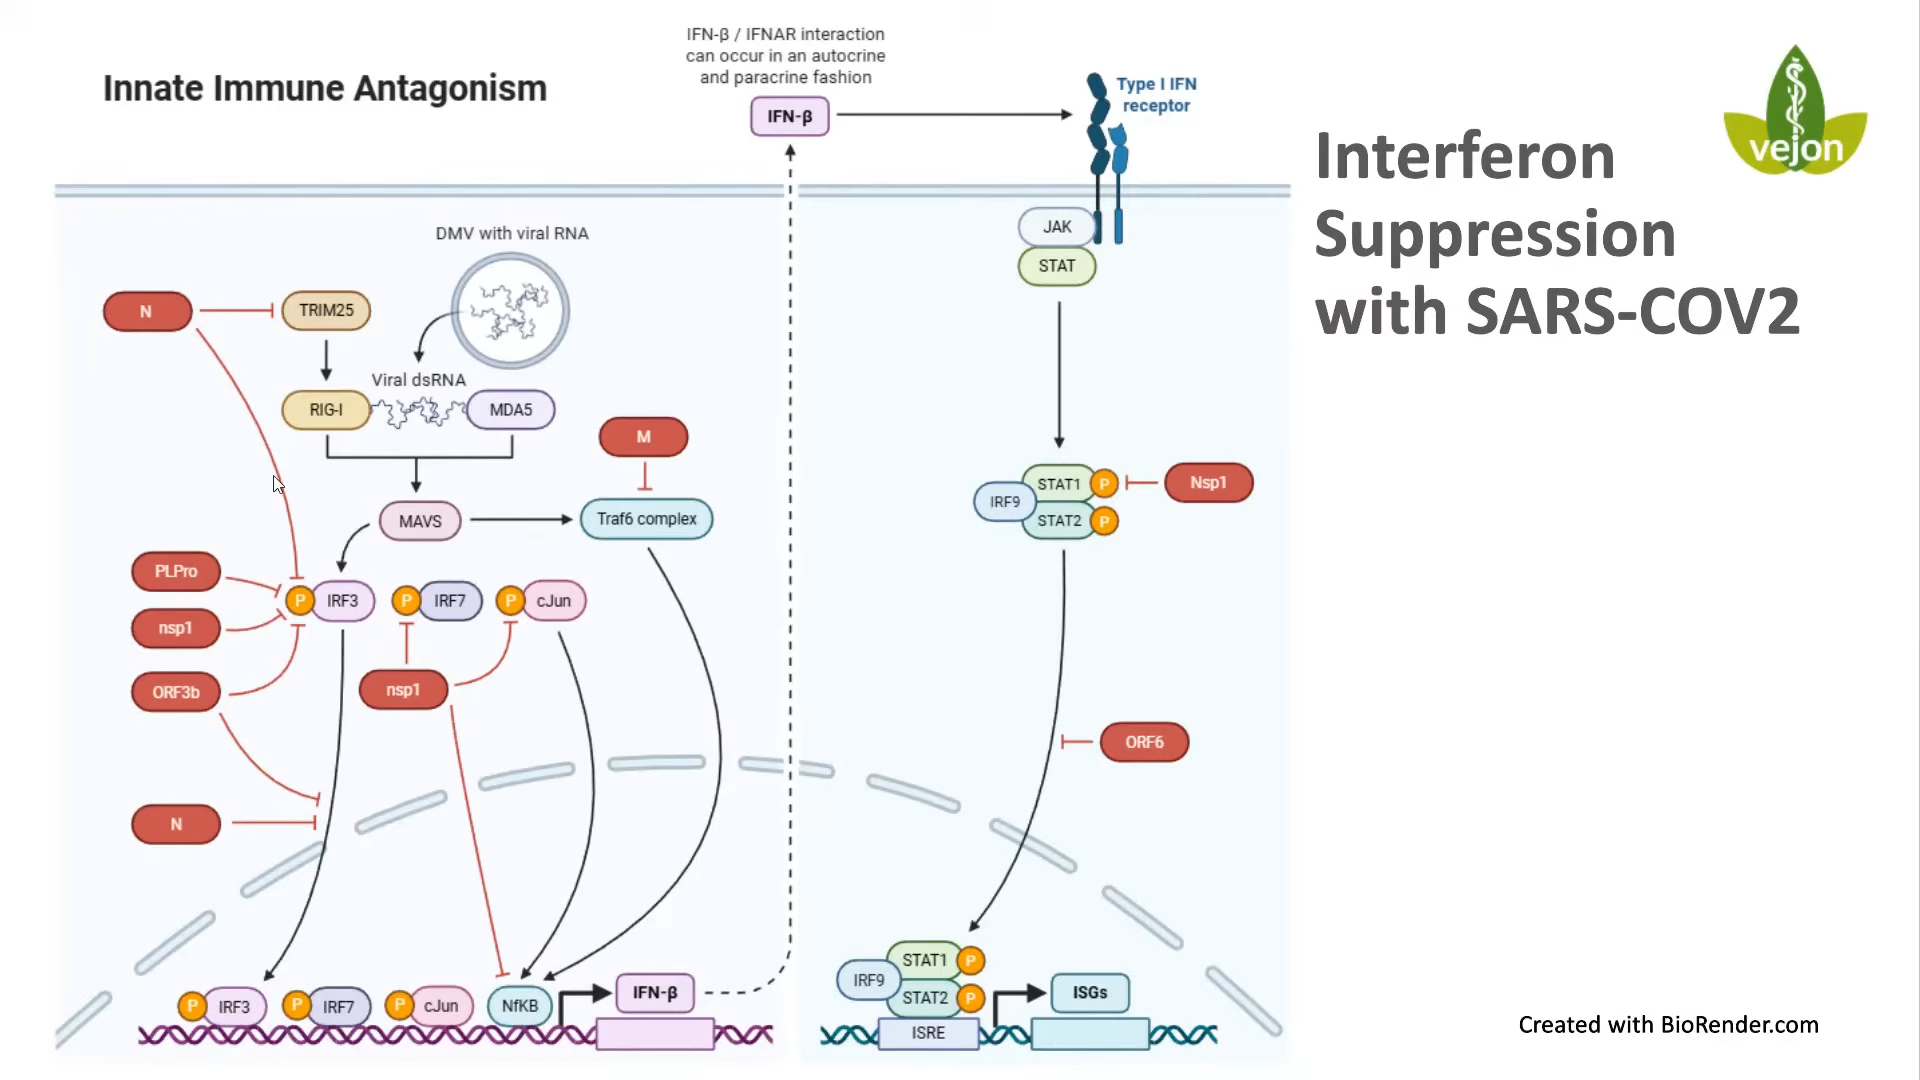 IFN-β / IFNAR interaction
can occur in an autocrine
and paracrine fashion
Innate Immune Antagonism
IFN-β
Type I IFN
receptor
Interferon
Suppression
with SARS-COV2
vejon
DMV with viral RNA
JAK
STAT
N
TRIM25
Viral dsRNA
RIG-I
MDA5
M
MAVS
Traf6 complex
IRF9
STAT1
P
STAT2
P
Nsp1
PLPro
nsp1
ORF3b
P
IRF3
P
IRF7
P
cJun
nsp1
ORF6
N
P
IRF3
P
IRF7
P
cJun
NfKB
IFN-β
IRF9
STAT1
P
STAT2
P
ISRE
ISGs
Created with BioRender.com